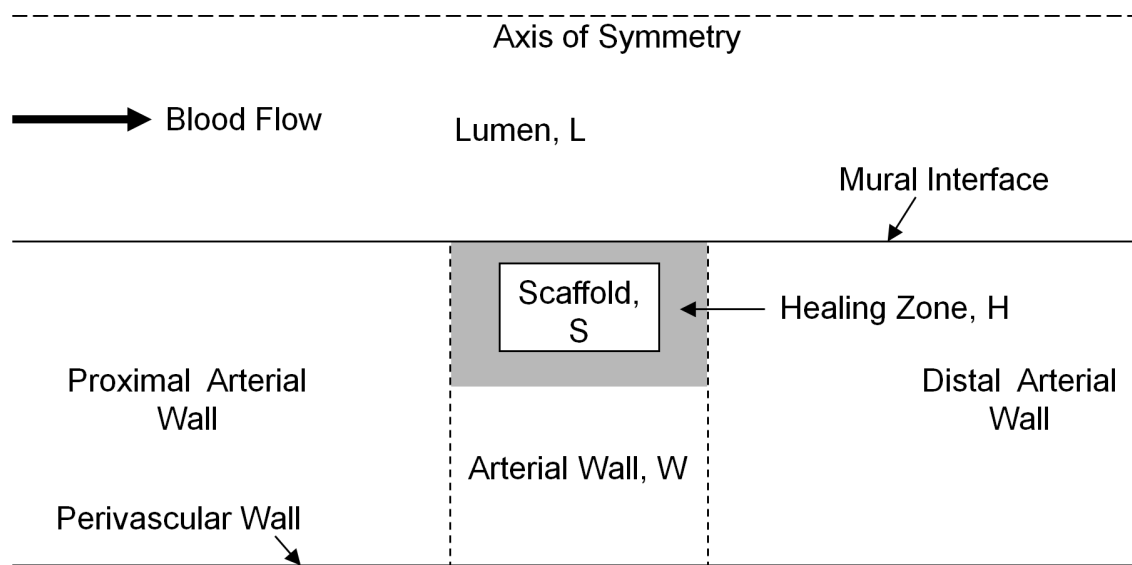 Axis of Symmetry
Blood Flow
Lumen, L
Mural Interface
Scaffold,
S
Healing Zone, H
Proximal Arterial
Wall
Distal Arterial
Wall
Arterial Wall, W
Perivascular Wall